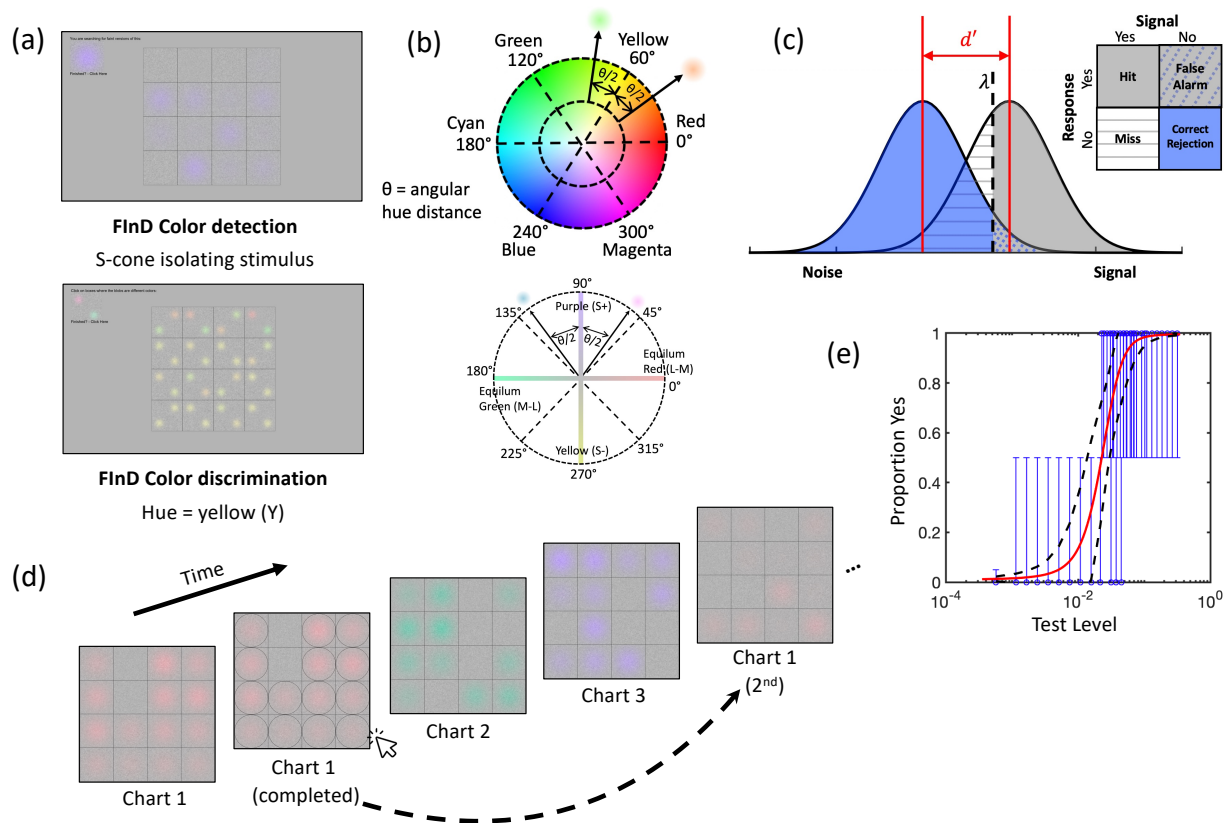 (a)
You are searching for faint versions of this:
Finished? - Click Here
FInD Color detection
S-cone isolating stimulus
Click on boxes where the blobs are different colors:
Finished? - Click Here
FInD Color discrimination
Hue = yellow (Y)
(b)
Green
120°
Yellow
60°
θ/2
θ/2
Cyan
180°
Red
0°
θ = angular
hue distance
240°
Blue
300°
Magenta
90°
135°
Purple (S+)
45°
θ/2
θ/2
180°
Equilum
Red (L-M)
0°
Equilum
Green (M-L)
225°
Yellow (S-)
315°
270°
(c)
d′
λ
Noise
Signal
Signal
Yes
No
Response
Yes
No
Hit
False
Alarm
Miss
Correct
Rejection
(d)
Time
Chart 1
Chart 1
(completed)
Chart 2
Chart 3
Chart 1
(2nd)
...
(e)
Proportion Yes
1
0.8
0.6
0.4
0.2
0
10-4
10-2
100
Test Level